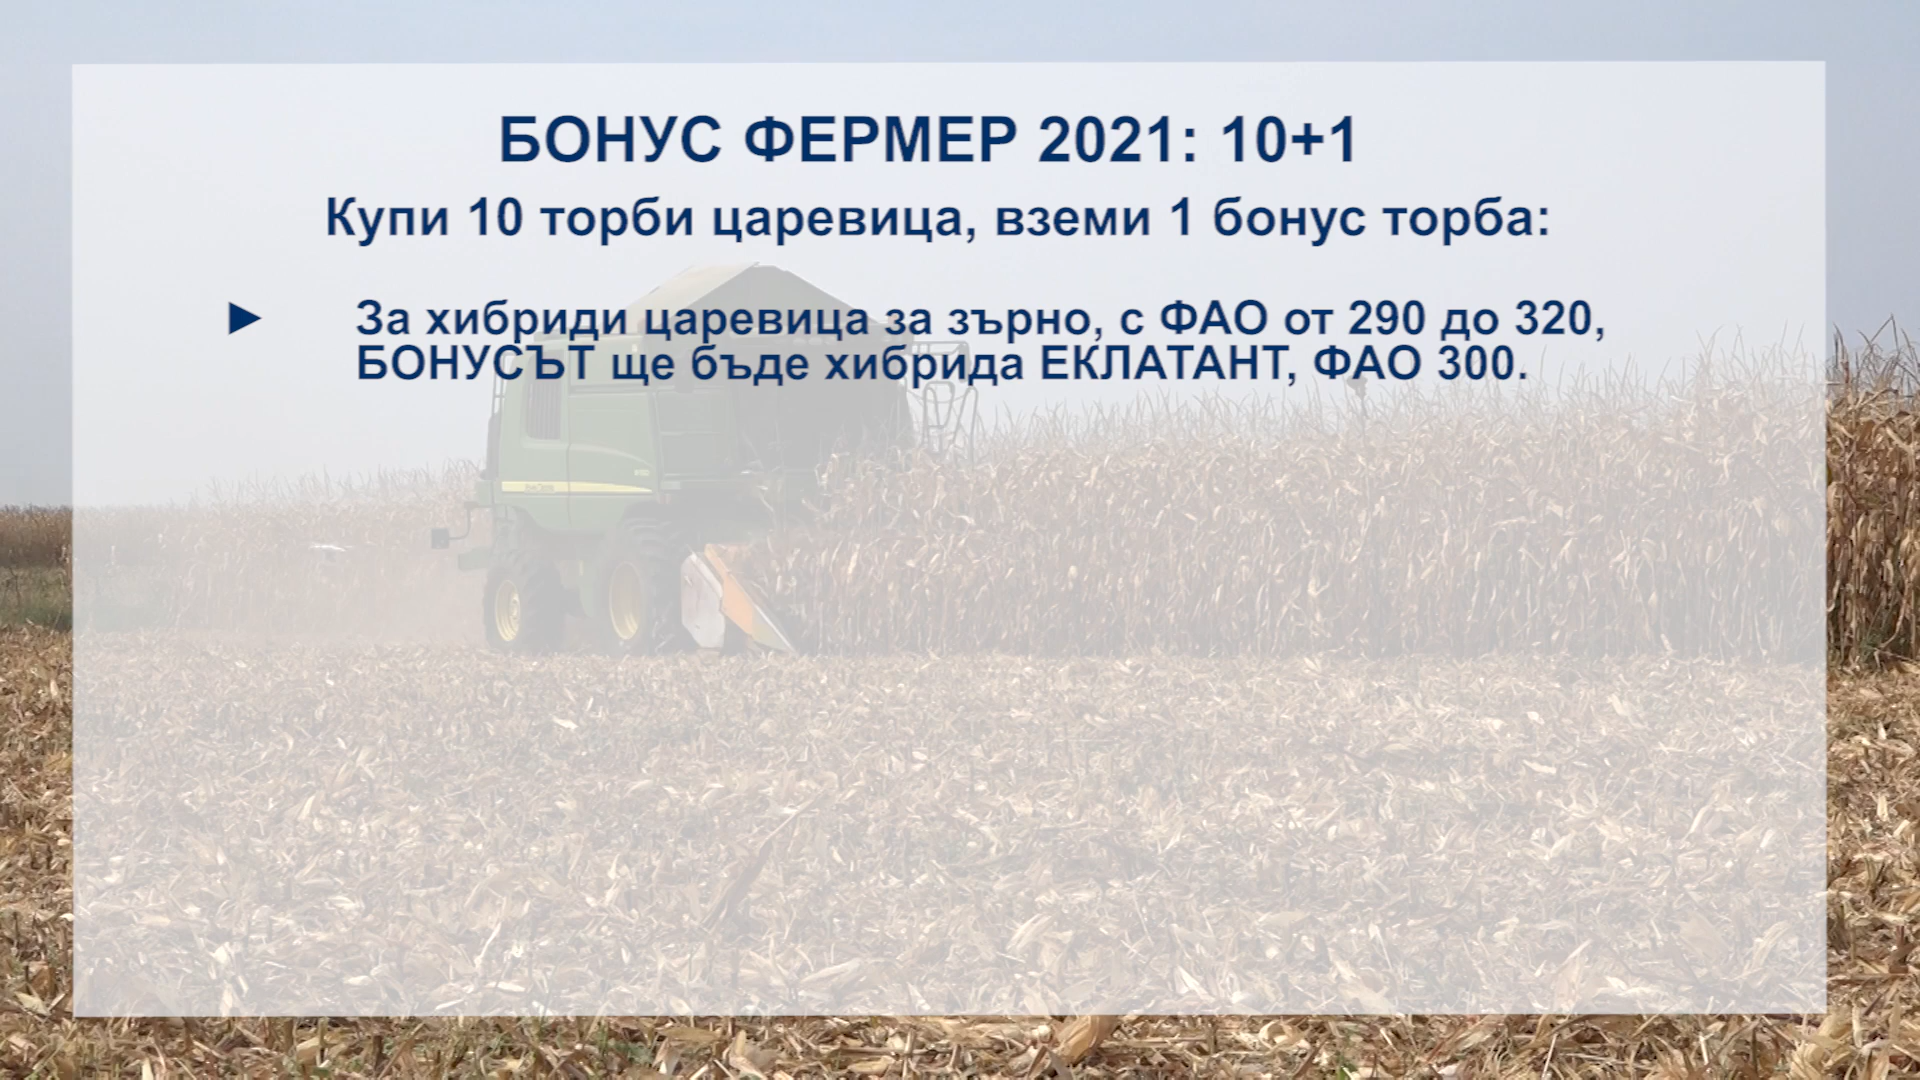 БОНУС ФЕРМЕР 2021: 10+1
Купи 10 торби царевица, вземи 1 бонус торба:
► За хибриди царевица за зърно, с ФАО от 290 до 320,
БОНУСЪТ ще бъде хибрида ЕКЛАТАНТ, ФАО 300.